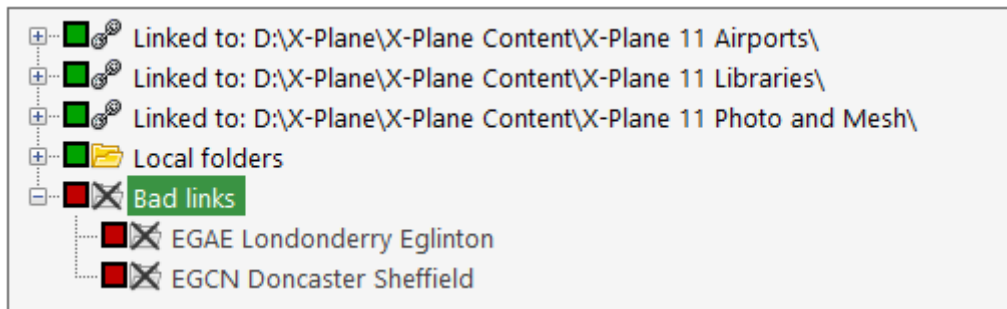 Linked to: D:\X-Plane\X-Plane Content\X-Plane 11 Airports\
Linked to: D:\X-Plane\X-Plane Content\X-Plane 11 Libraries\
Linked to: D:\X-Plane\X-Plane Content\X-Plane 11 Photo and Mesh\
Local folders
Bad links
EGAE Londonderry Eglinton
EGCN Doncaster Sheffield